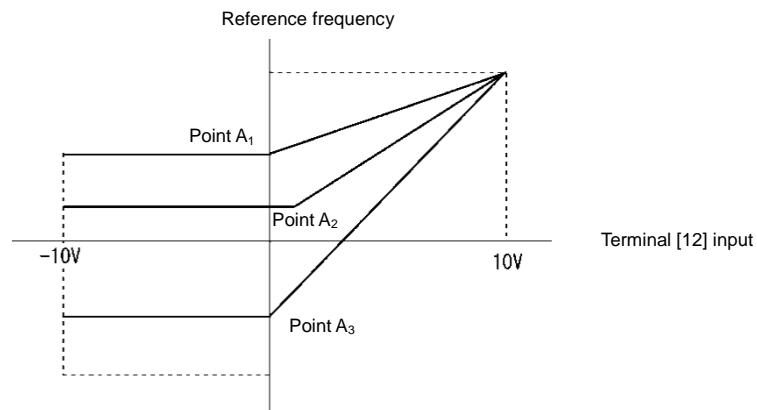 Reference frequency
Point A₁
Point A₂
Terminal [12] input
-10V
10V
Point A₃